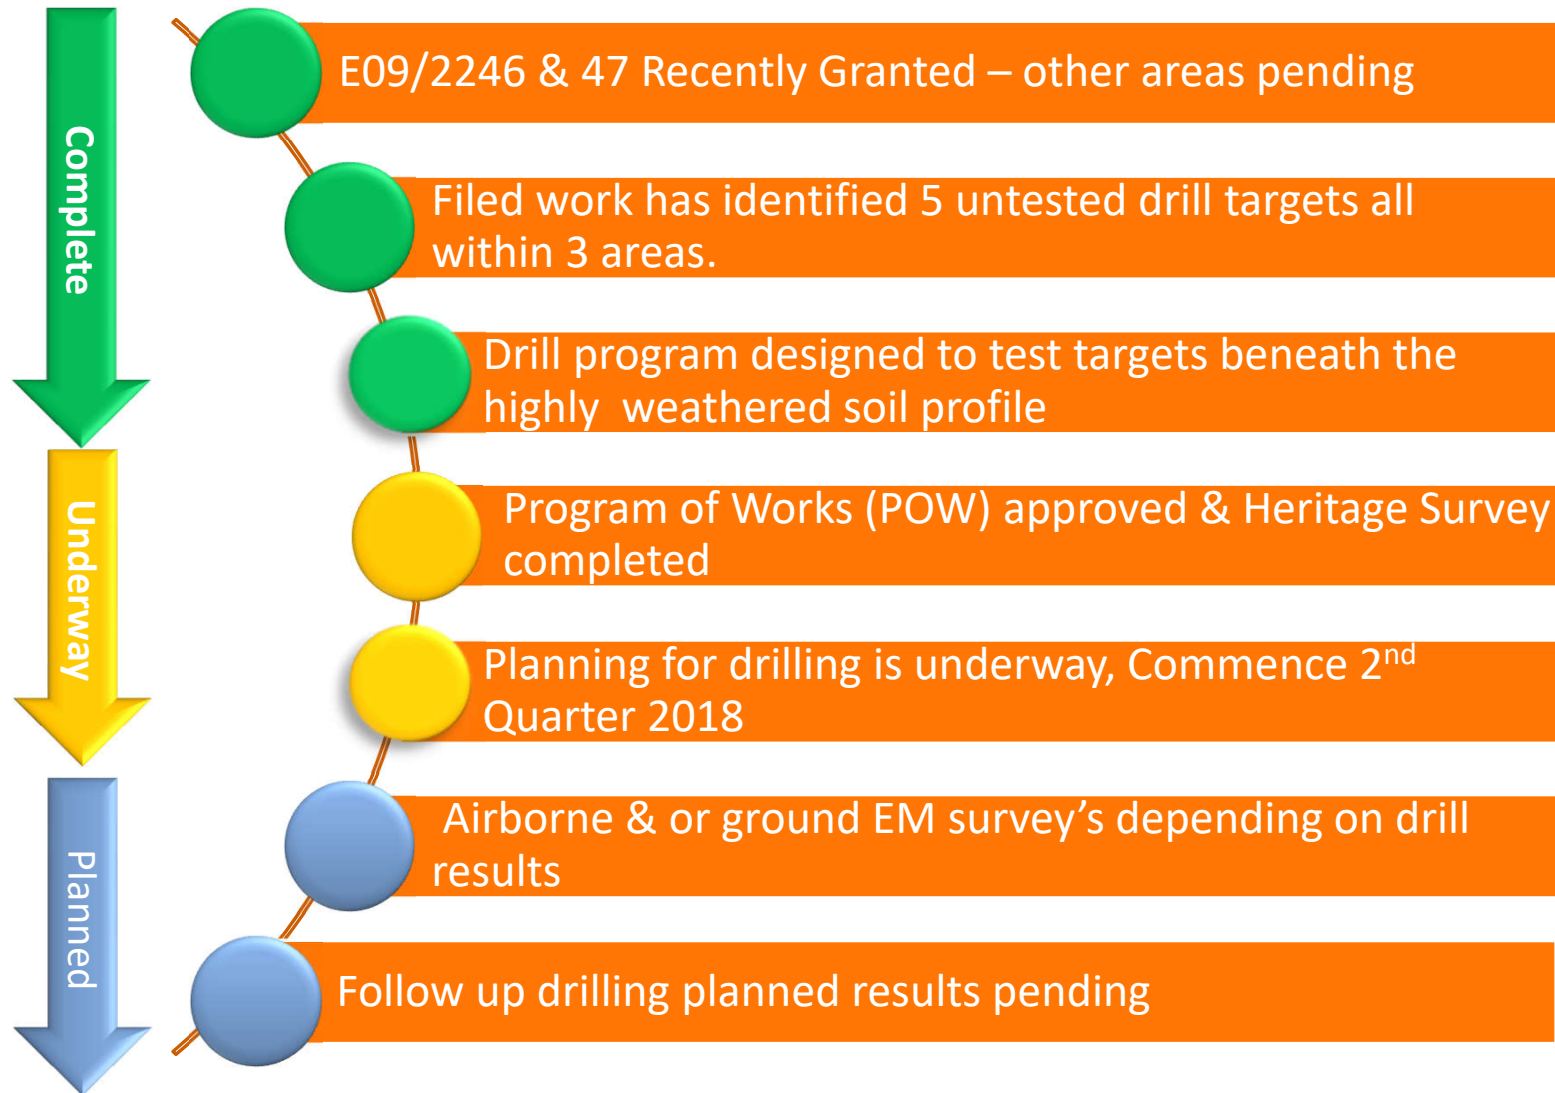 Complete
E09/2246 & 47 Recently Granted – other areas pending
Filed work has identified 5 untested drill targets all
within 3 areas.
Drill program designed to test targets beneath the
highly  weathered soil profile
Underway
Program of Works (POW) approved & Heritage Survey
completed
Planning for drilling is underway, Commence 2nd
Quarter 2018
Planned
Airborne & or ground EM survey’s depending on drill
results
Follow up drilling planned results pending